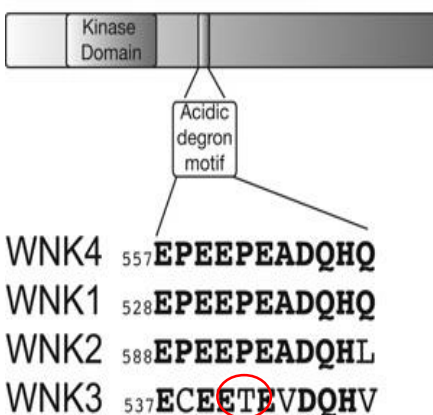 Kinase
Domain
Acidic
degron
motif
WNK4 557EPEEPEADQHQ
WNK1 528EPEEPEADQHQ
WNK2 588EPEEPEADQHL
WNK3 537ECEETEVDQHV